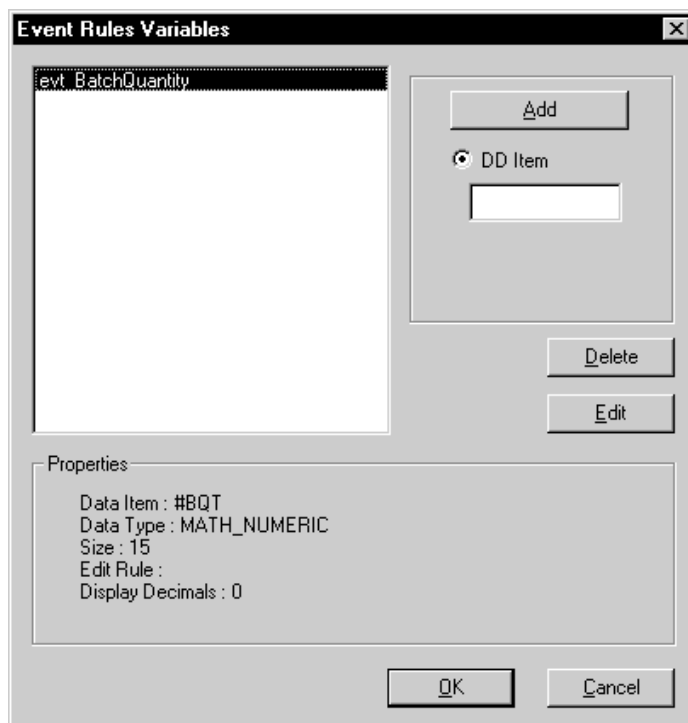 Event Rules Variables
evt_BatchQuantity
Add
DD Item
Delete
Edit
Properties
Data Item : #BQT
Data Type : MATH_NUMERIC
Size : 15
Edit Rule :
Display Decimals : 0
OK
Cancel